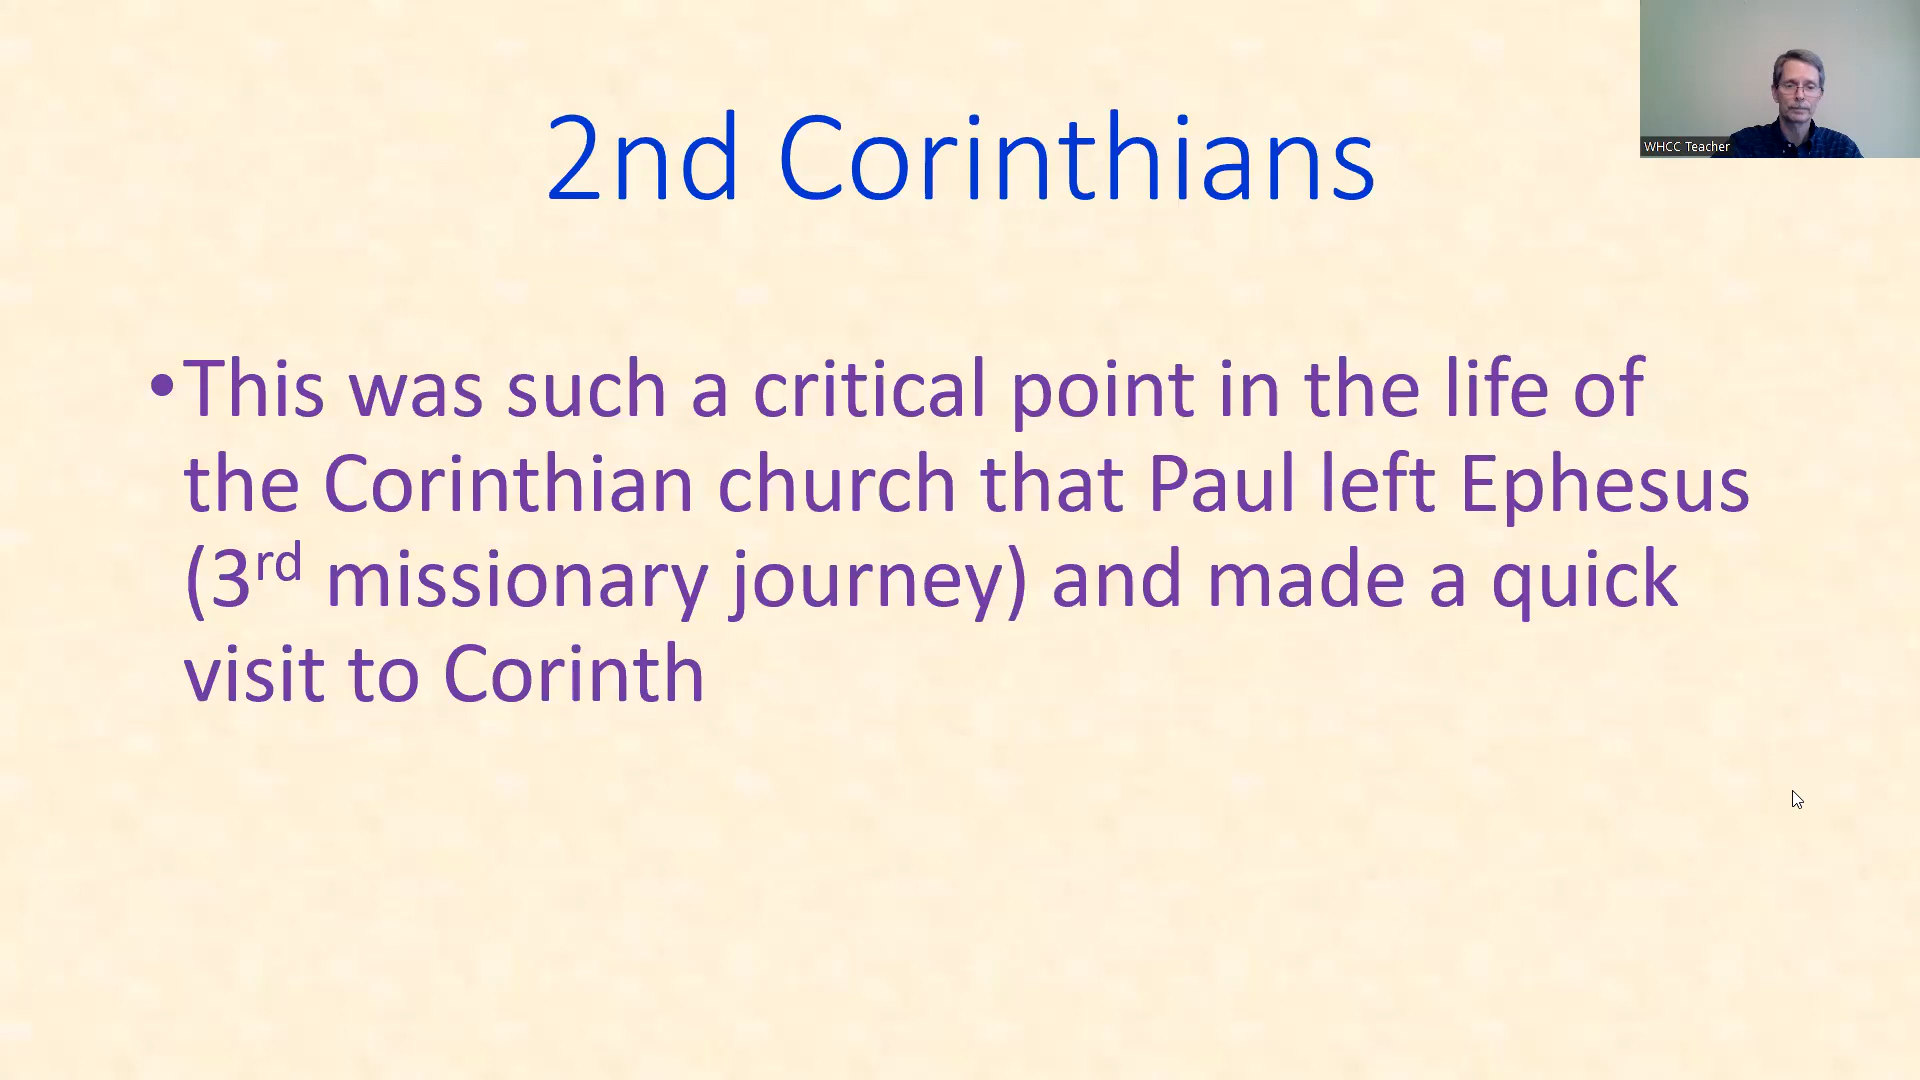 2nd Corinthians
WHCC Teacher
•This was such a critical point in the life of
the Corinthian church that Paul left Ephesus
(3rd missionary journey) and made a quick
visit to Corinth